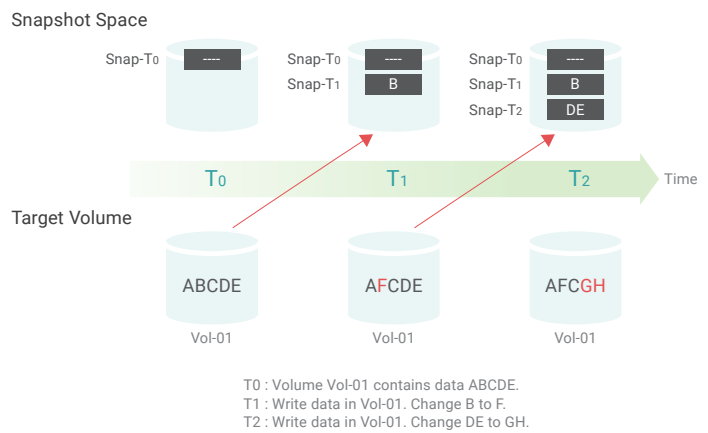 Snapshot Space
Snap-T0 ---- Snap-T0 ---- Snap-T0 ----
Snap-T1 B Snap-T1 B
Snap-T2 DE
T0 T1 T2 Time
Target Volume
ABCDE AFCDE AFCGH
Vol-01 Vol-01 Vol-01
T0 : Volume Vol-01 contains data ABCDE.
T1 : Write data in Vol-01. Change B to F.
T2 : Write data in Vol-01. Change DE to GH.